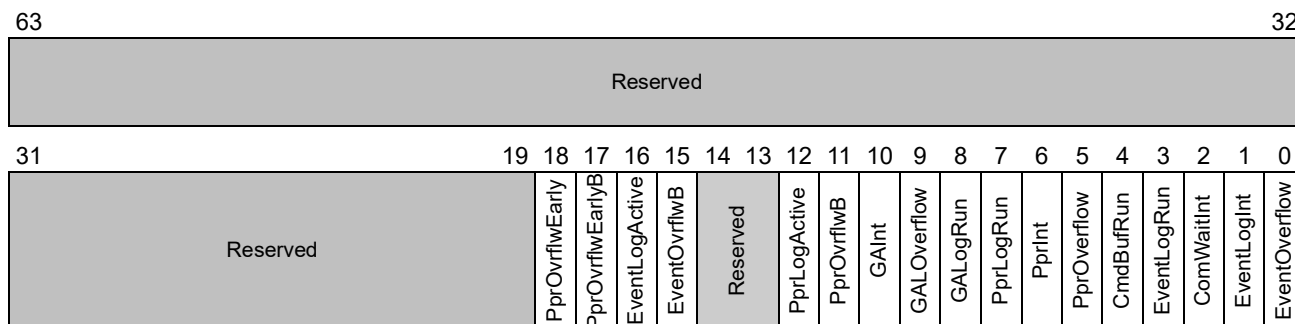 63 32
Reserved
31 19 18 17 16 15 14 13 12 11 10 9 8 7 6 5 4 3 2 1 0
Reserved
PprOvrflwEarly
PprOvrflwEarlyB
EventLogActive
EventOvrflwB
Reserved
PprLogActive
PprOvrflwB
GAInt
GALOverflow
GALogRun
PprLogRun
PprInt
PprOverflow
CmdBufRun
EventLogRun
ComWaitInt
EventLogInt
EventOverflow